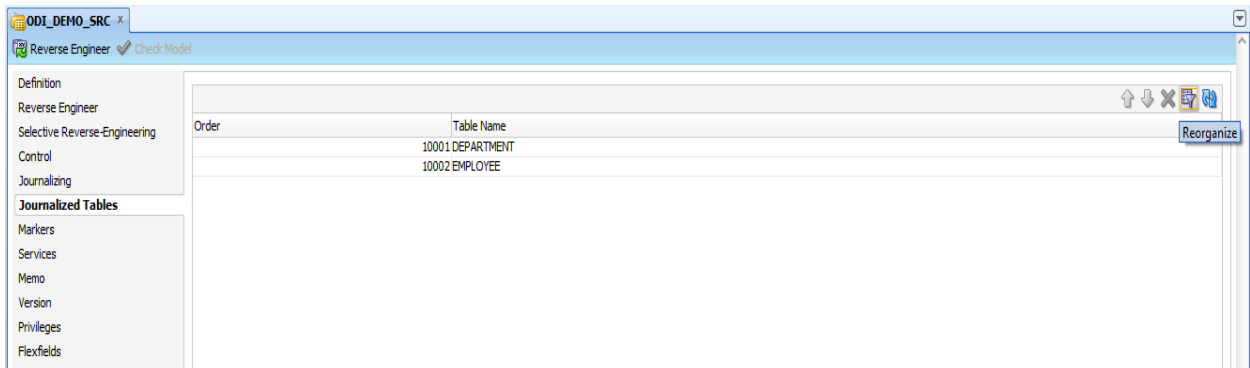 ODI_DEMO_SRC x
Reverse Engineer Check Model
Definition
Reverse Engineer
Selective Reverse-Engineering
Control
Journalizing
Journalized Tables
Markers
Services
Memo
Version
Privileges
Flexfields
Order Table Name
10001 DEPARTMENT
10002 EMPLOYEE
Reorganize